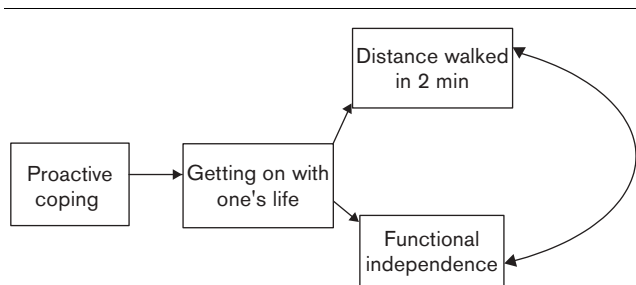 Distance walked
in 2 min
Proactive
coping
Getting on with
one's life
Functional
independence